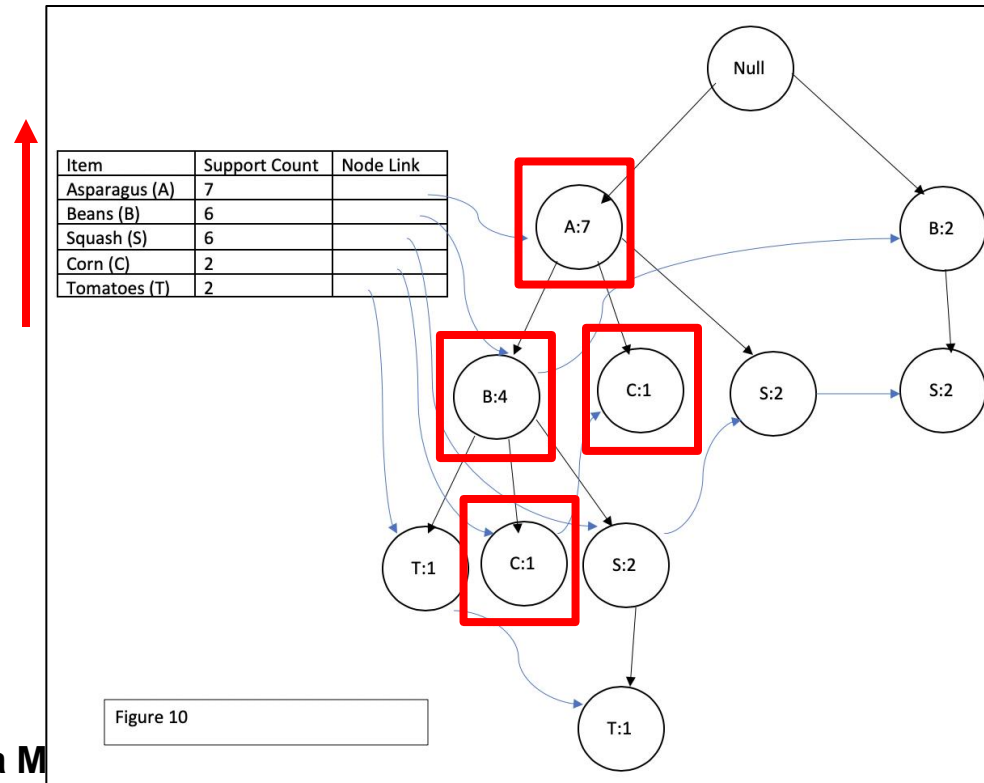 Null
Item Support Count Node Link
Asparagus (A) 7
Beans (B) 6
Squash (S) 6
Corn (C) 2
Tomatoes (T) 2
A:7
B:2
B:4
C:1
S:2
S:2
T:1
C:1
S:2
T:1
Figure 10
a M